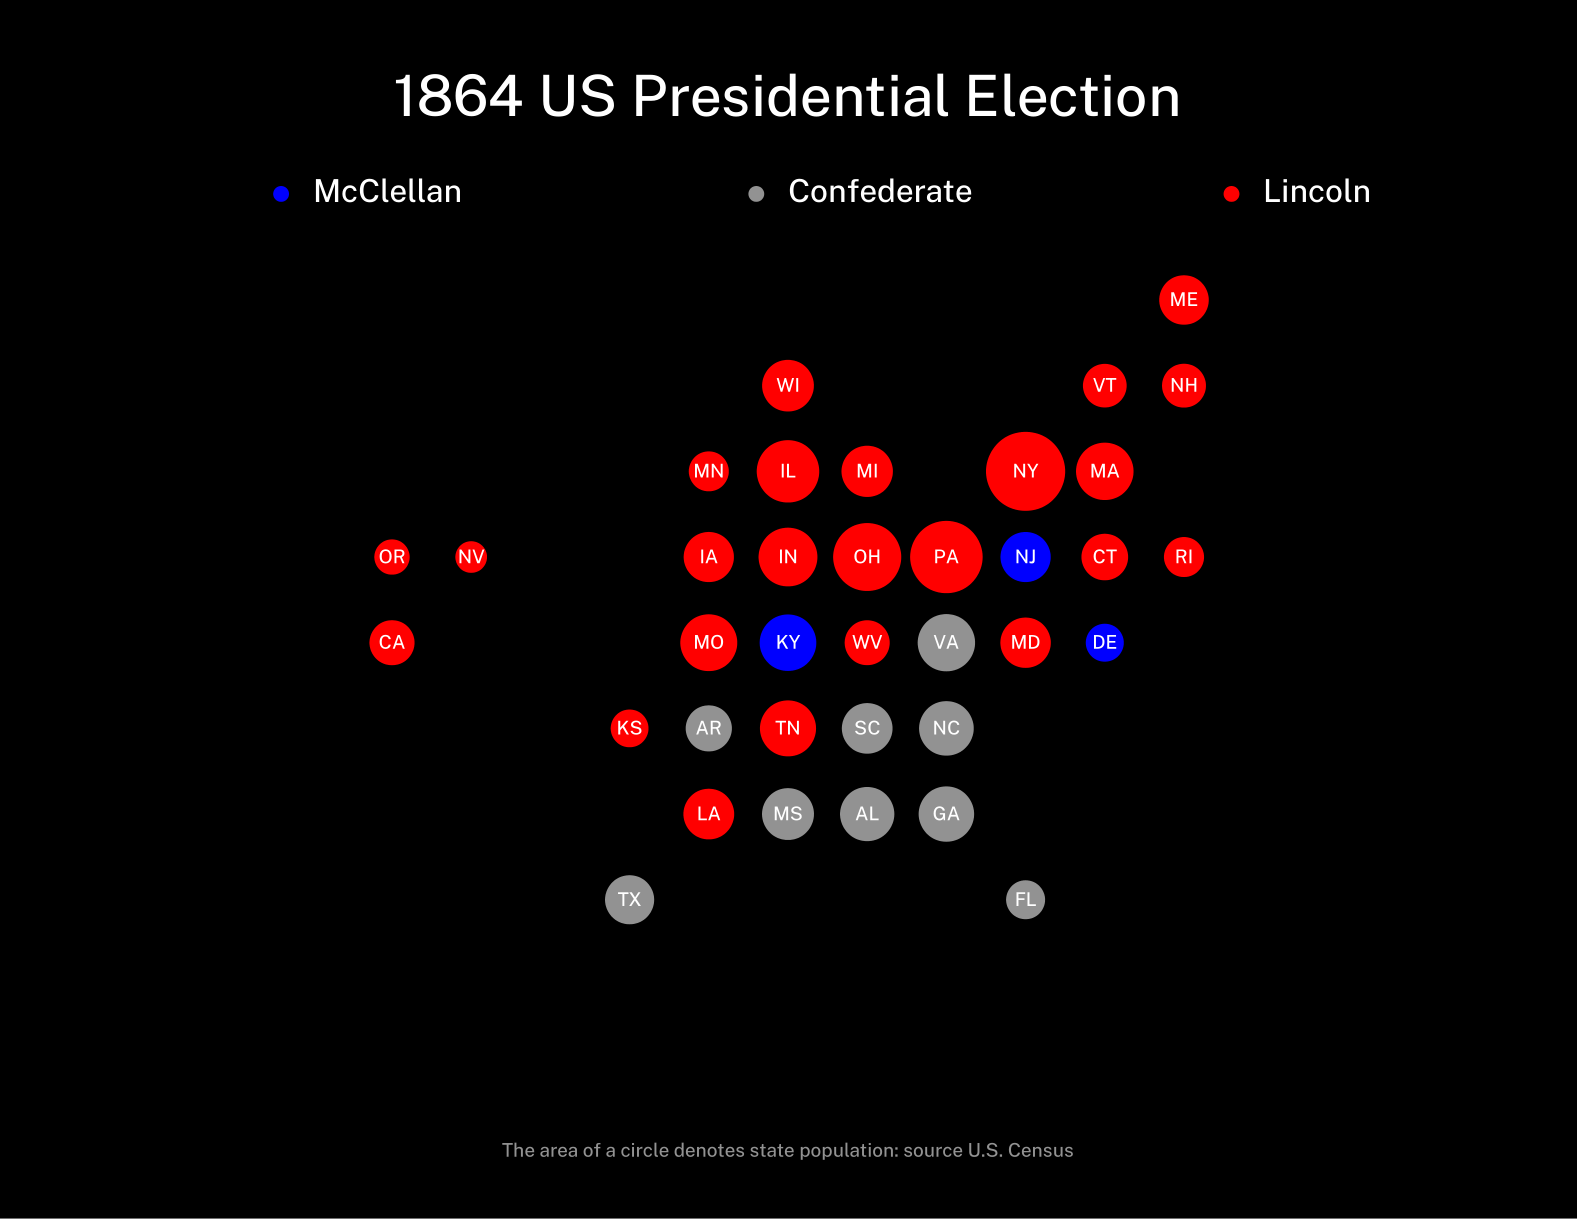 1864 US Presidential Election
McClellan Confederate Lincoln
ME
WI VT NH
MN IL MI NY MA
OR NV IA IN OH PA NJ CT RI
CA MO KY WV VA MD DE
KS AR TN SC NC
LA MS AL GA
TX FL
The area of a circle denotes state population: source U.S. Census